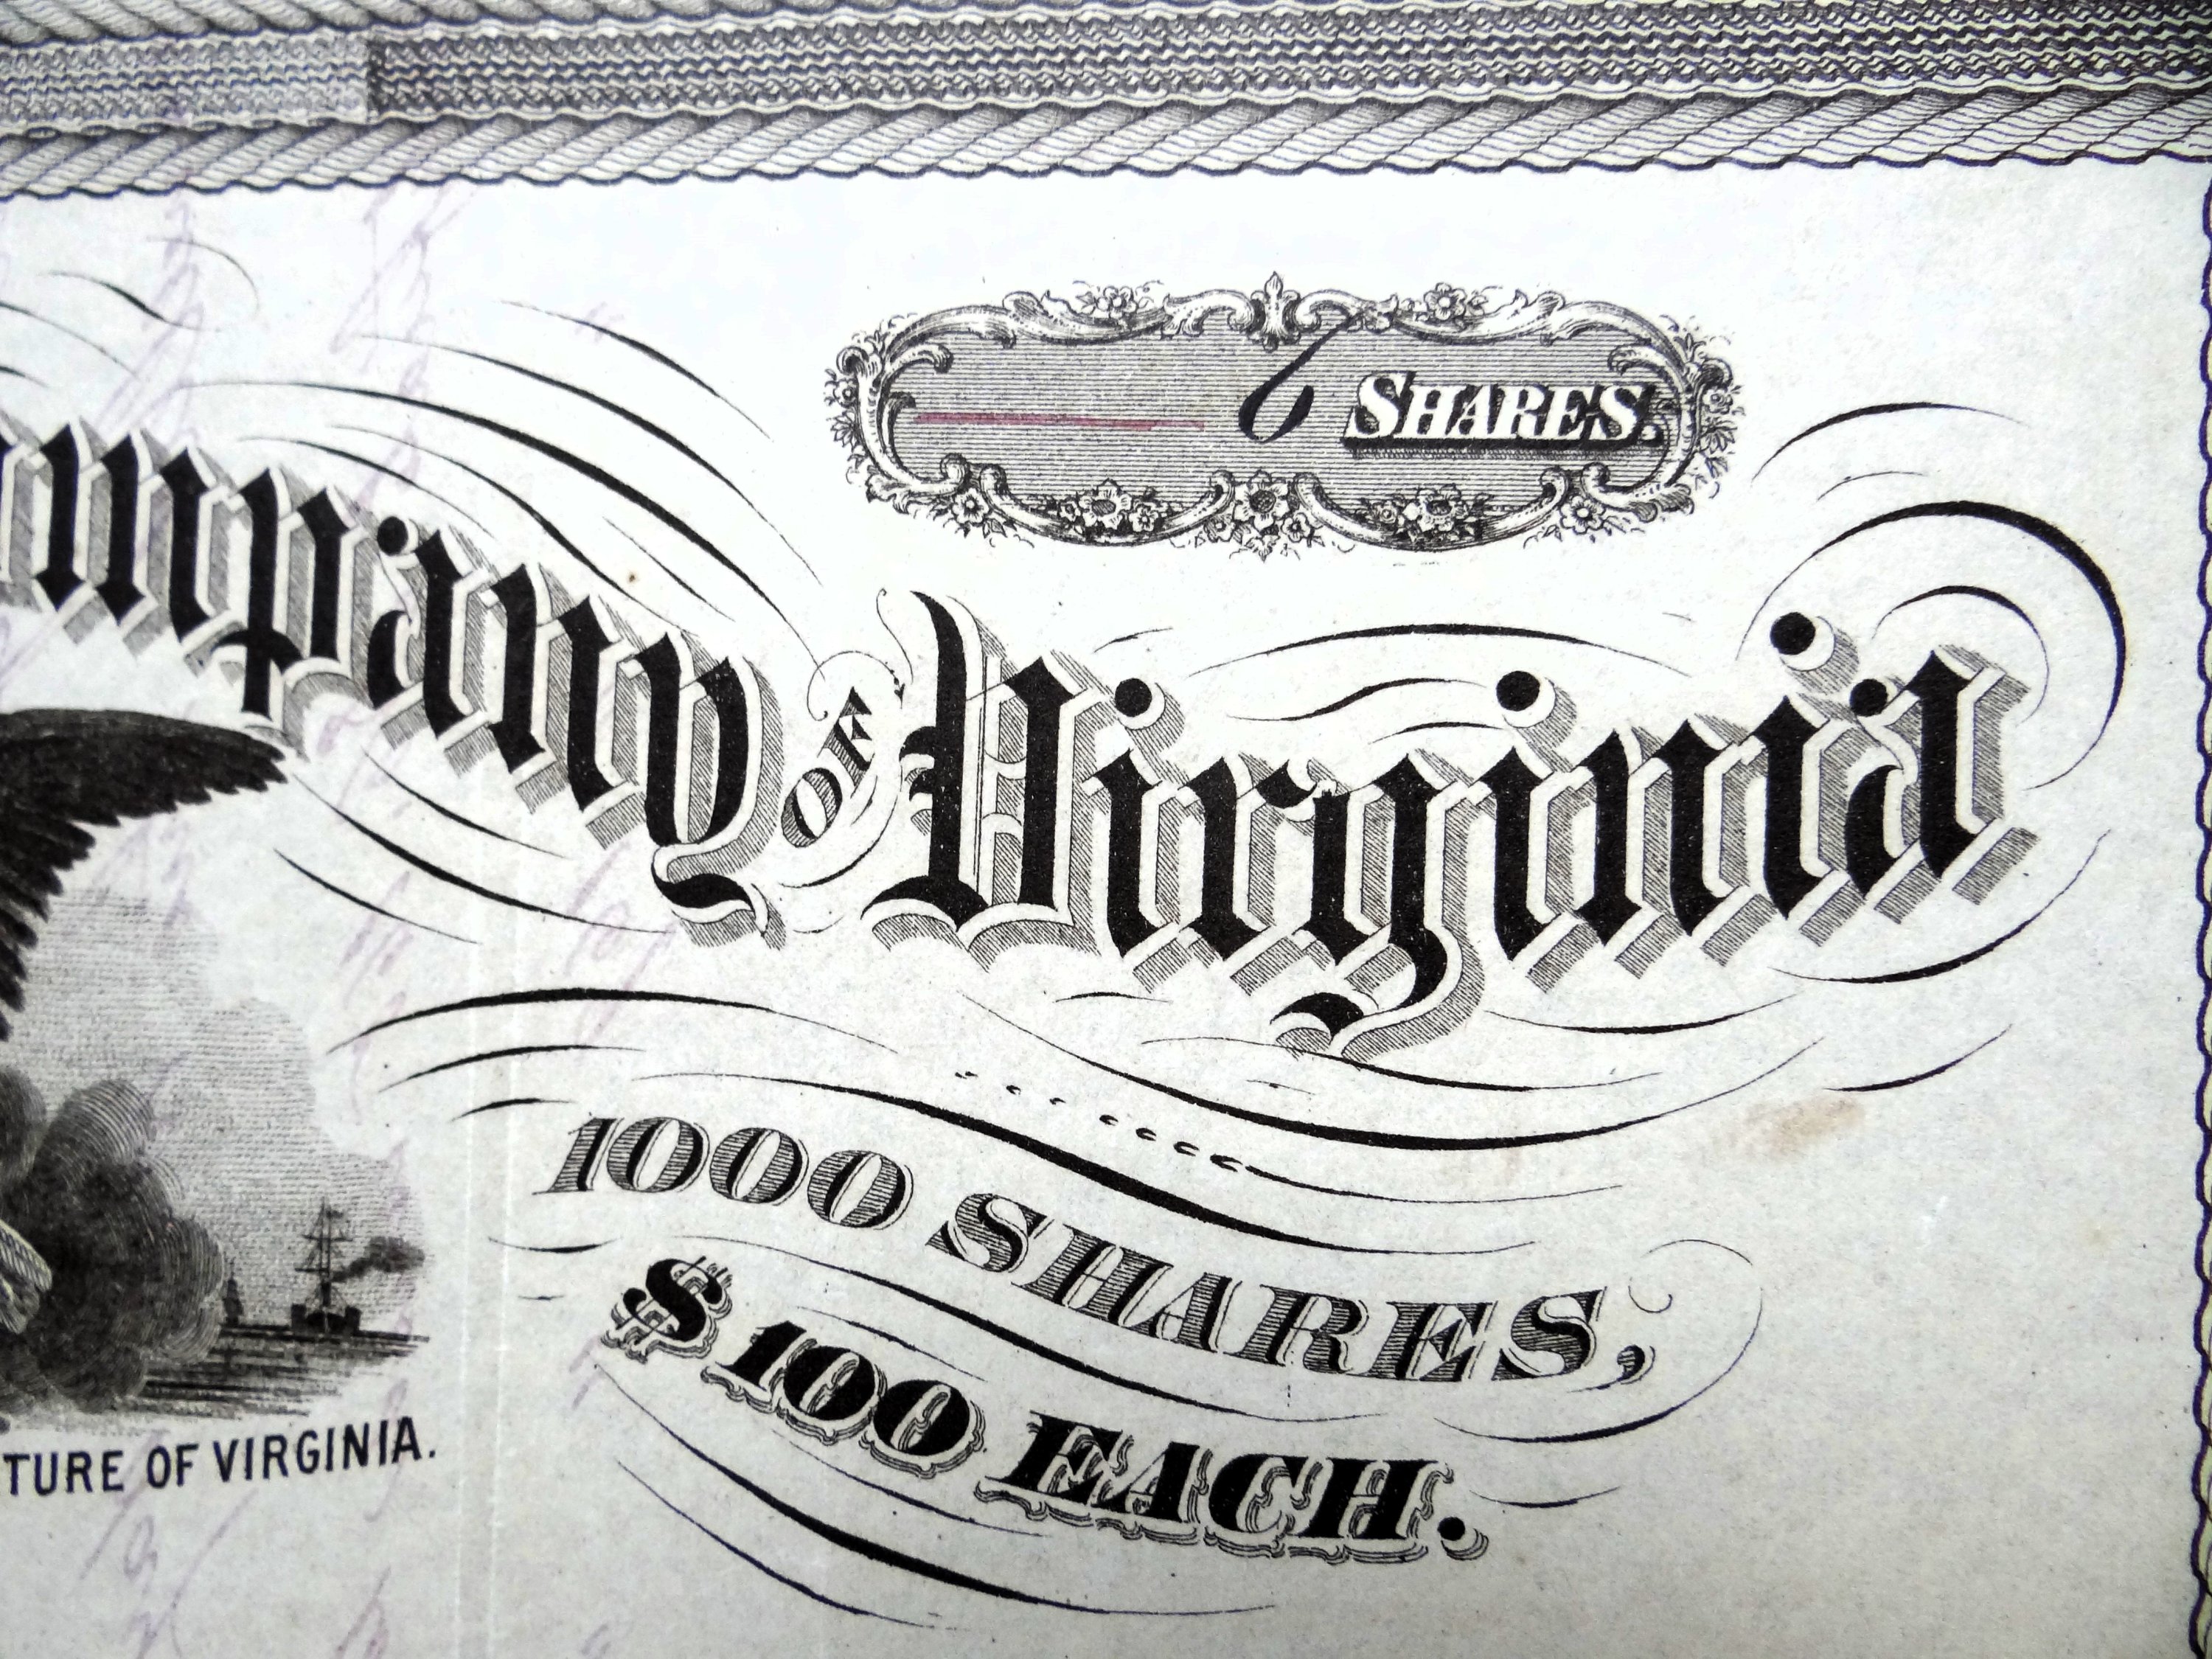 6 SHARES.
mpany OF Virginia
1000 SHARES,
$100 EACH.
TURE OF VIRGINIA.